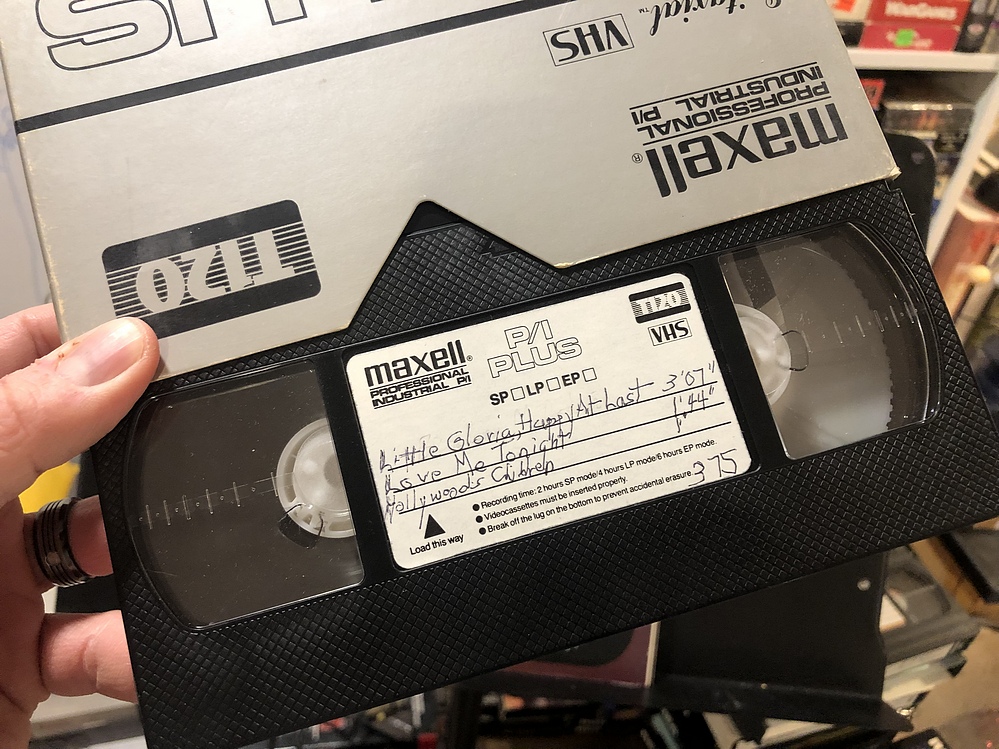 PLUS
Epitaxial™
VHS
maxell®
PROFESSIONAL
INDUSTRIAL P/I
T120
maxell®
PROFESSIONAL
INDUSTRIAL P/I
P/I
PLUS
T120
VHS
SP LP EP
Little Gloria, Happy At Last 3'07"
Love Me Tonight 1'44"
Hollywood's Children
● Recording time: 2 hours SP mode/4 hours LP mode/6 hours EP mode.
● Videocassettes must be inserted properly.
● Break off the lug on the bottom to prevent accidental erasure.
375
Load this way
WARGAMES